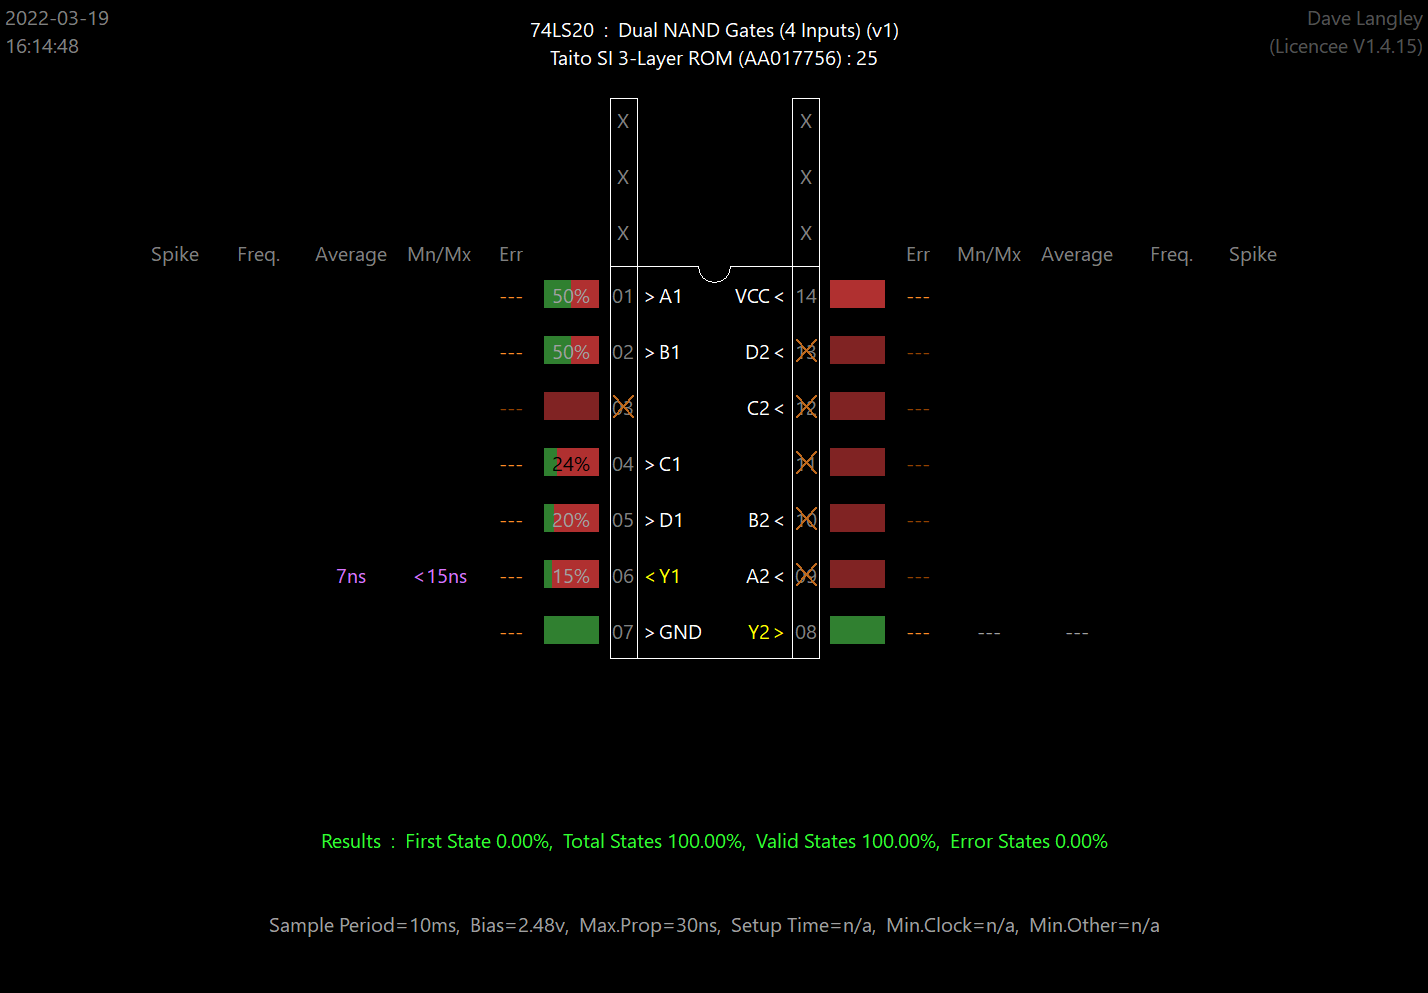 2022-03-19
16:14:48
74LS20 : Dual NAND Gates (4 Inputs) (v1)
Taito SI 3-Layer ROM (AA017756) : 25
Dave Langley
(Licencee V1.4.15)
X X
X X
X X
Spike Freq. Average Mn/Mx Err Err Mn/Mx Average Freq. Spike
--- 50% 01 >A1 VCC< 14 ---
--- 50% 02 >B1 D2< 13 ---
--- 03 C2< 12 ---
--- 24% 04 >C1 11 ---
--- 20% 05 >D1 B2< 10 ---
7ns <15ns --- 15% 06 <Y1 A2< 09 ---
--- 07 >GND Y2> 08 --- --- ---
Results : First State 0.00%, Total States 100.00%, Valid States 100.00%, Error States 0.00%
Sample Period=10ms, Bias=2.48v, Max.Prop=30ns, Setup Time=n/a, Min.Clock=n/a, Min.Other=n/a